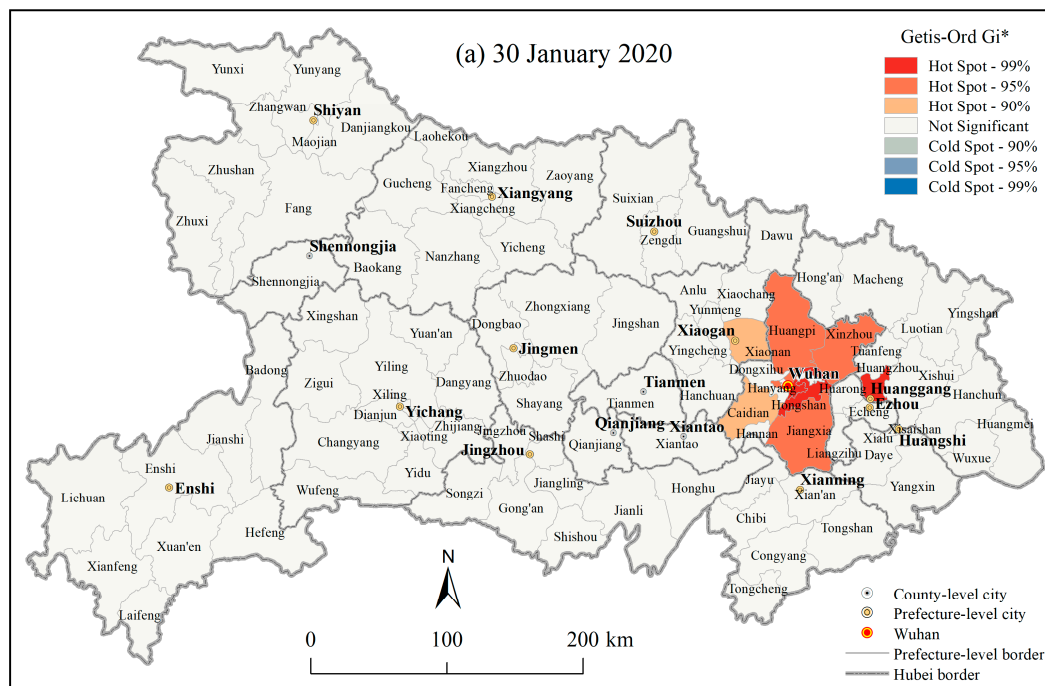 (a) 30 January 2020
Getis-Ord Gi*
Hot Spot - 99%
Hot Spot - 95%
Hot Spot - 90%
Not Significant
Cold Spot - 90%
Cold Spot - 95%
Cold Spot - 99%
Yunxi
Yunyang
Zhangwan
Shiyan
Danjiangkou
Maojian
Laohekou
Zhushan
Xiangzhou
Gucheng
Fancheng
Zaoyang
Xiangyang
Xiangcheng
Zhuxi
Fang
Suixian
Suizhou
Zengdu
Guangshui
Dawu
Shennongjia
Yicheng
Nanzhang
Baokang
Shennongjia
Hong'an
Macheng
Anlu
Xiaochang
Yunmeng
Yingshan
Xingshan
Zhongxiang
Dongbao
Jingshan
Yuan'an
Xiaogan
Huangpi
Xinzhou
Luotian
Jingmen
Yingcheng
Xiaonan
Tuanfeng
Badong
Yiling
Dongxihu
Wuhan
Huangzhou
Xishui
Zigui
Dangyang
Zhuodao
Tianmen
Hanyang
Huarong
Huanggang
Hanchun
Xiling
Shayang
Tianmen
Hanchuan
Hongshan
Ezhou
Dianjun
Yichang
Caidian
Echeng
Huangmei
Zhijiang
Jingzhou
Shashi
Qianjiang
Xiantao
Jiangxia
Xisaishan
Jianshi
Changyang
Xiaoting
Qianjiang
Xiantao
Hannan
Xialu
Huangshi
Jingzhou
Liangzihu
Daye
Wuxue
Enshi
Yidu
Enshi
Jiangling
Xianning
Lichuan
Wufeng
Songzi
Honghu
Jiayu
Xian'an
Yangxin
Gong'an
Jianli
Chibi
Tongshan
Hefeng
Shishou
Xuan'en
Congyang
Xianfeng
Tongcheng
Laifeng
N
0
100
200 km
County-level city
Prefecture-level city
Wuhan
Prefecture-level border
Hubei border